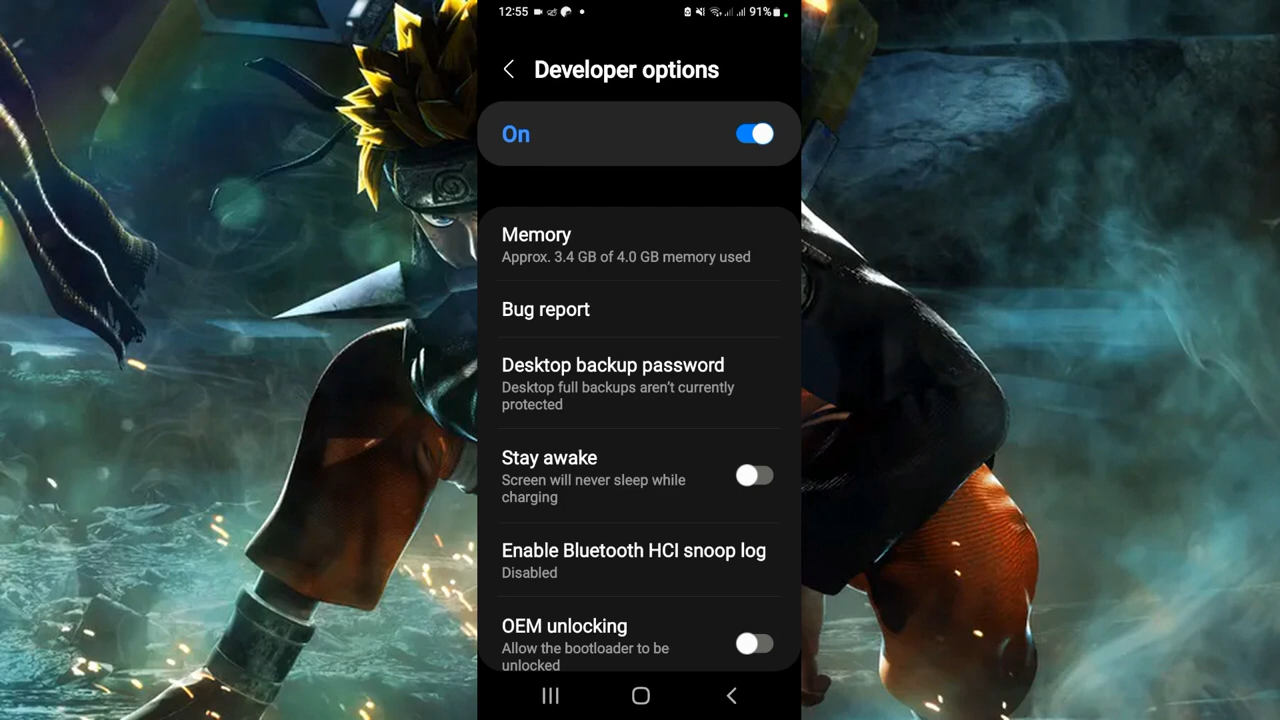 12:55
91%
Developer options
On
Memory
Approx. 3.4 GB of 4.0 GB memory used
Bug report
Desktop backup password
Desktop full backups aren't currently
protected
Stay awake
Screen will never sleep while
charging
Enable Bluetooth HCI snoop log
Disabled
OEM unlocking
Allow the bootloader to be
unlocked